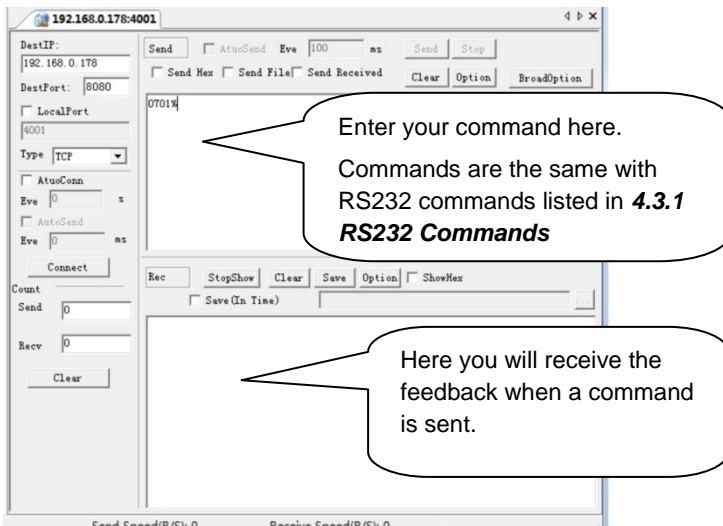 192.168.0.178:4001
DestIP:
192.168.0.178
DestPort: 8080
LocalPort
4001
Type TCP
AtuoConn
Eve 0 s
AutoSend
Eve 0 ms
Connect
Count
Send 0
Recv 0
Clear
Send AtuoSend Eve 100 ms Send Stop
Send Hex Send File Send Received Clear Option BroadOption
0701%
Enter your command here.
Commands are the same with
RS232 commands listed in 4.3.1
RS232 Commands
Rec StopShow Clear Save Option ShowHex
Save(In Time) ...
Here you will receive the
feedback when a command
is sent.
Send Speed(B/S): 0 Receive Speed(B/S): 0